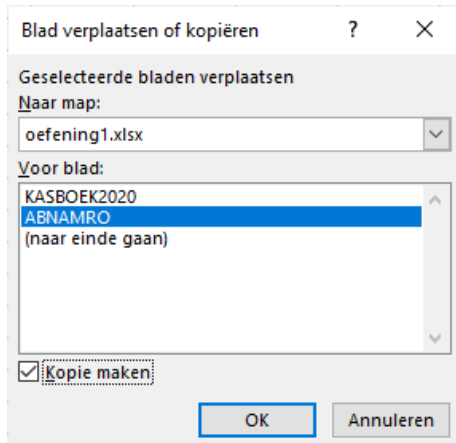 Blad verplaatsen of kopiëren ?
Geselecteerde bladen verplaatsen
Naar map:
oefening1.xlsx
Voor blad:
KASBOEK2020
ABNAMRO
(naar einde gaan)
Kopie maken
OK Annuleren